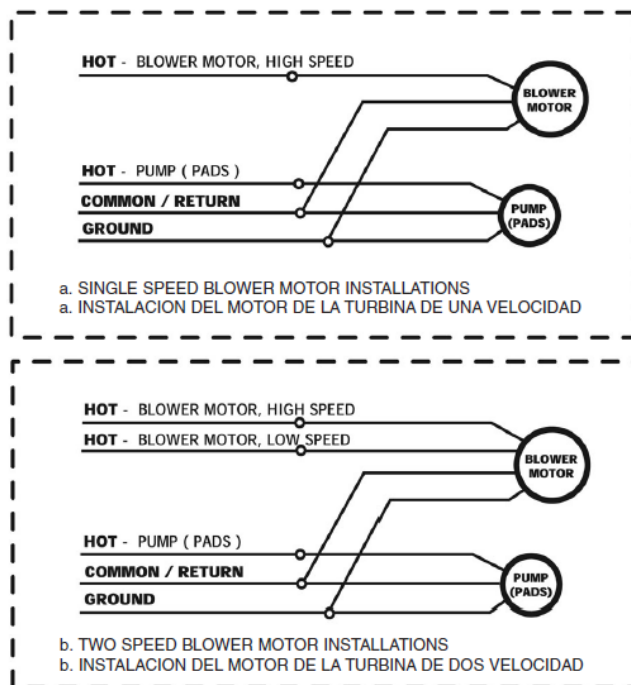 HOT - BLOWER MOTOR, HIGH SPEED
BLOWER
MOTOR
HOT - PUMP ( PADS )
COMMON / RETURN
GROUND
PUMP
(PADS)
a. SINGLE SPEED BLOWER MOTOR INSTALLATIONS
a. INSTALACION DEL MOTOR DE LA TURBINA DE UNA VELOCIDAD
HOT - BLOWER MOTOR, HIGH SPEED
HOT - BLOWER MOTOR, LOW SPEED
BLOWER
MOTOR
HOT - PUMP ( PADS )
COMMON / RETURN
GROUND
PUMP
(PADS)
b. TWO SPEED BLOWER MOTOR INSTALLATIONS
b. INSTALACION DEL MOTOR DE LA TURBINA DE DOS VELOCIDAD